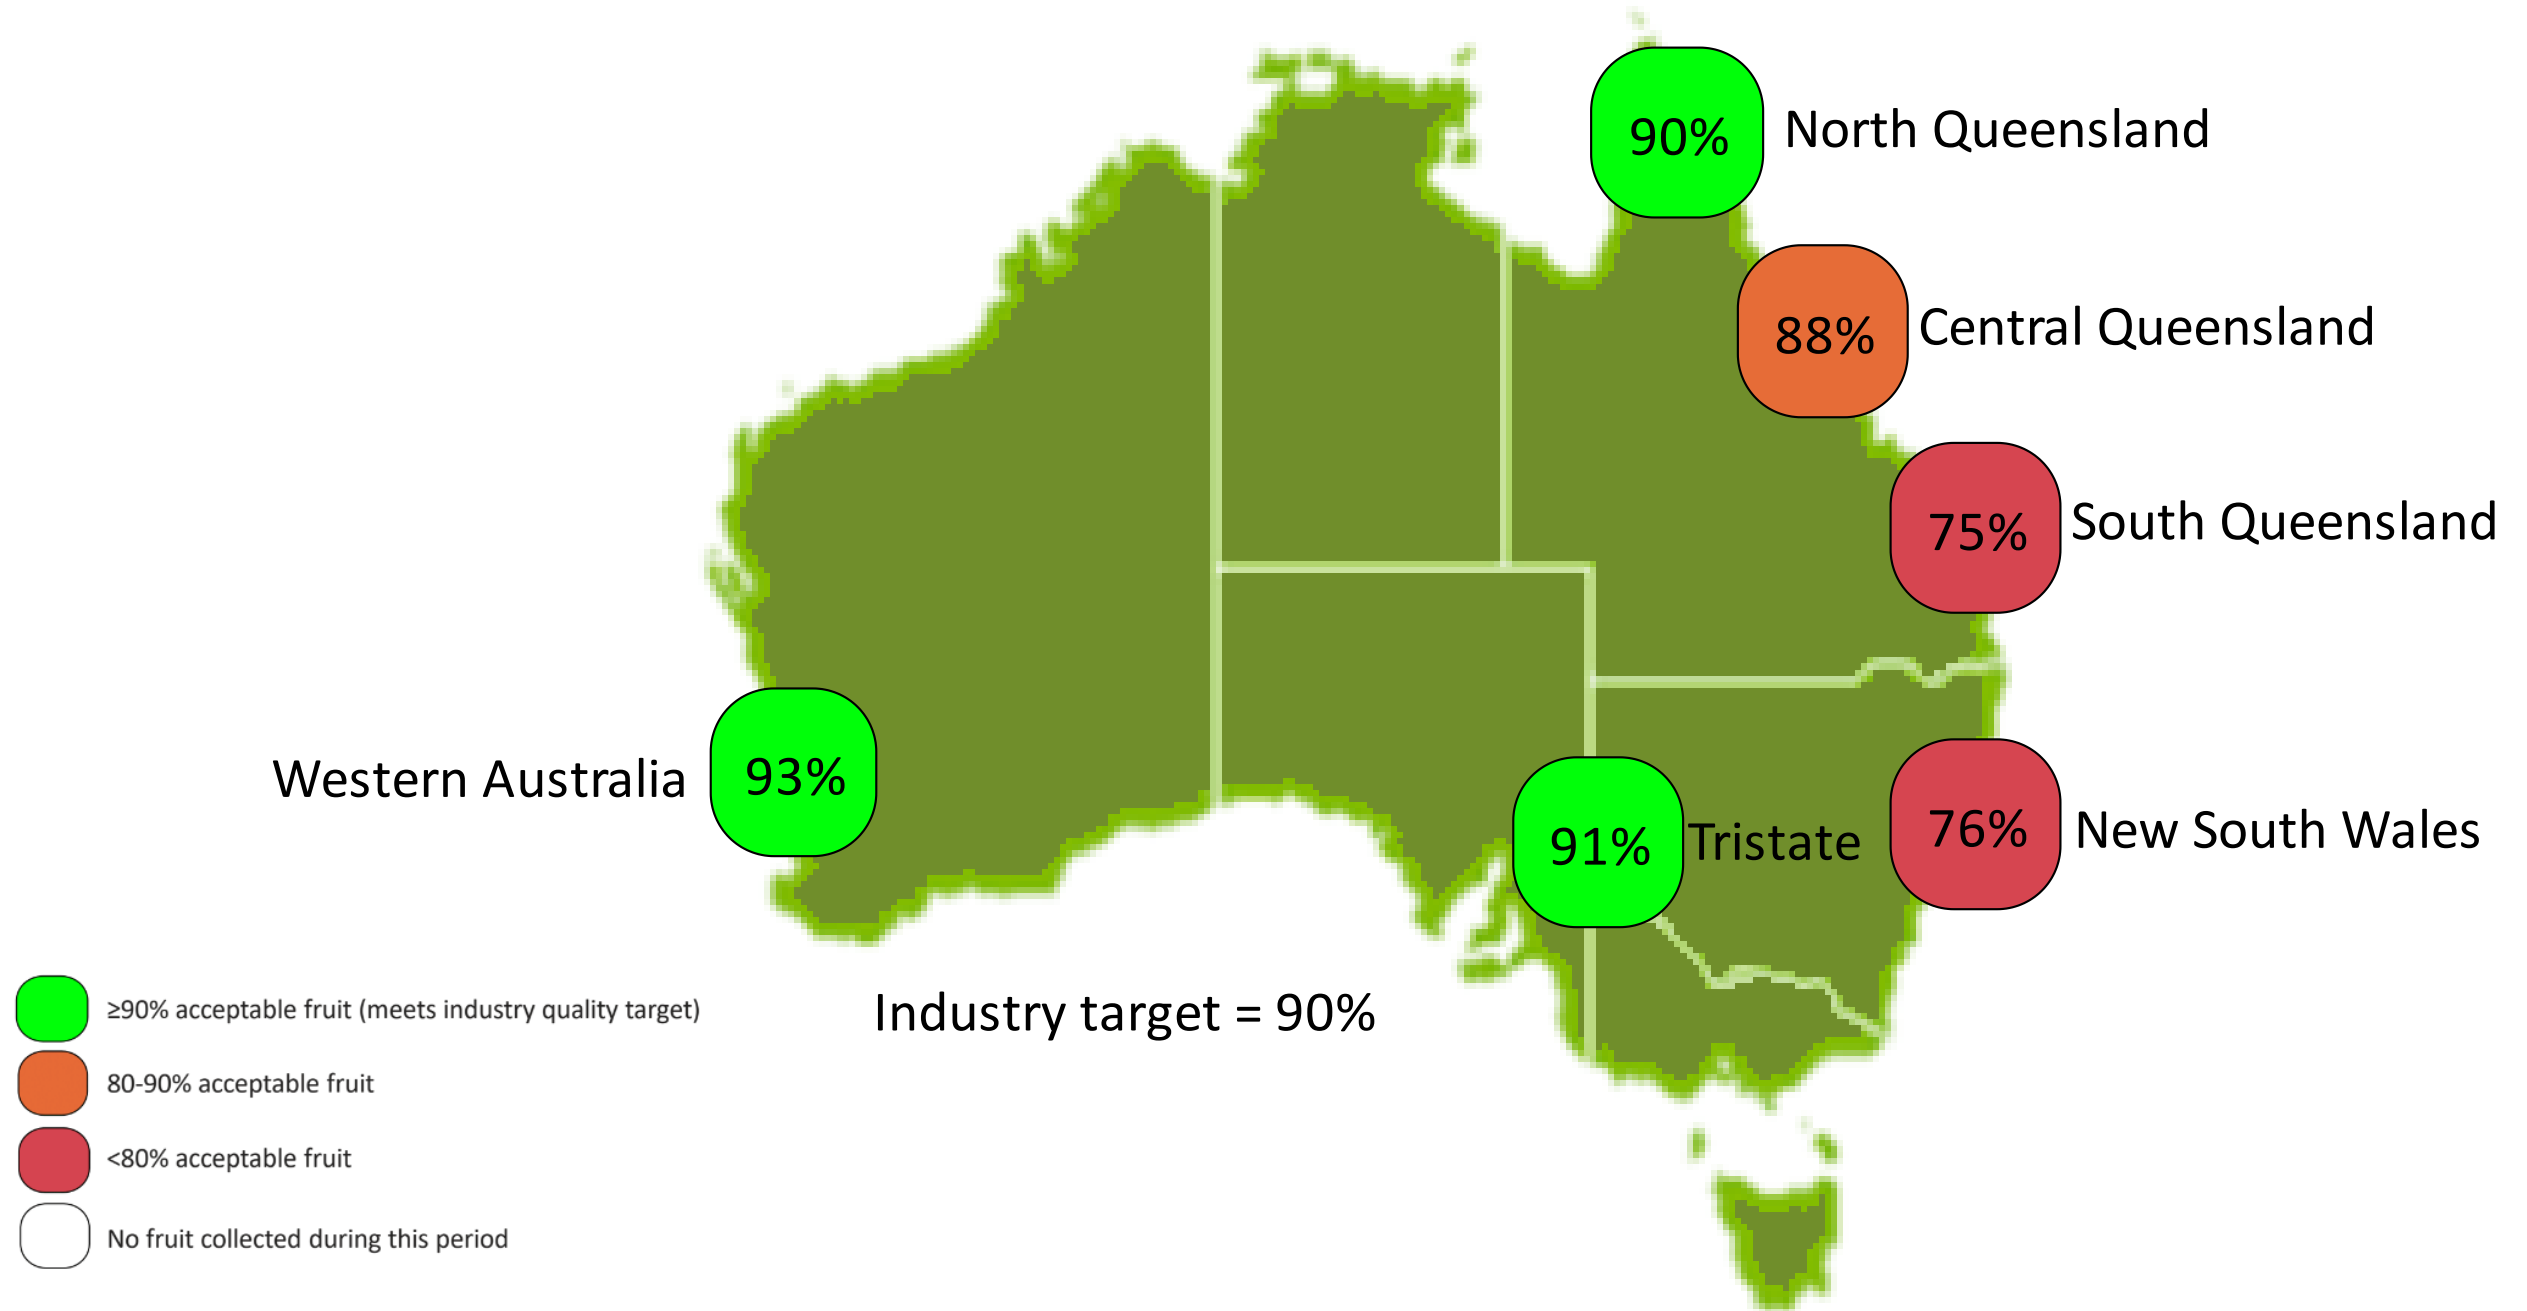 90%
North Queensland
88%
Central Queensland
75%
South Queensland
Western Australia
93%
91%
Tristate
76%
New South Wales
Industry target = 90%
≥90% acceptable fruit (meets industry quality target)
80-90% acceptable fruit
<80% acceptable fruit
No fruit collected during this period